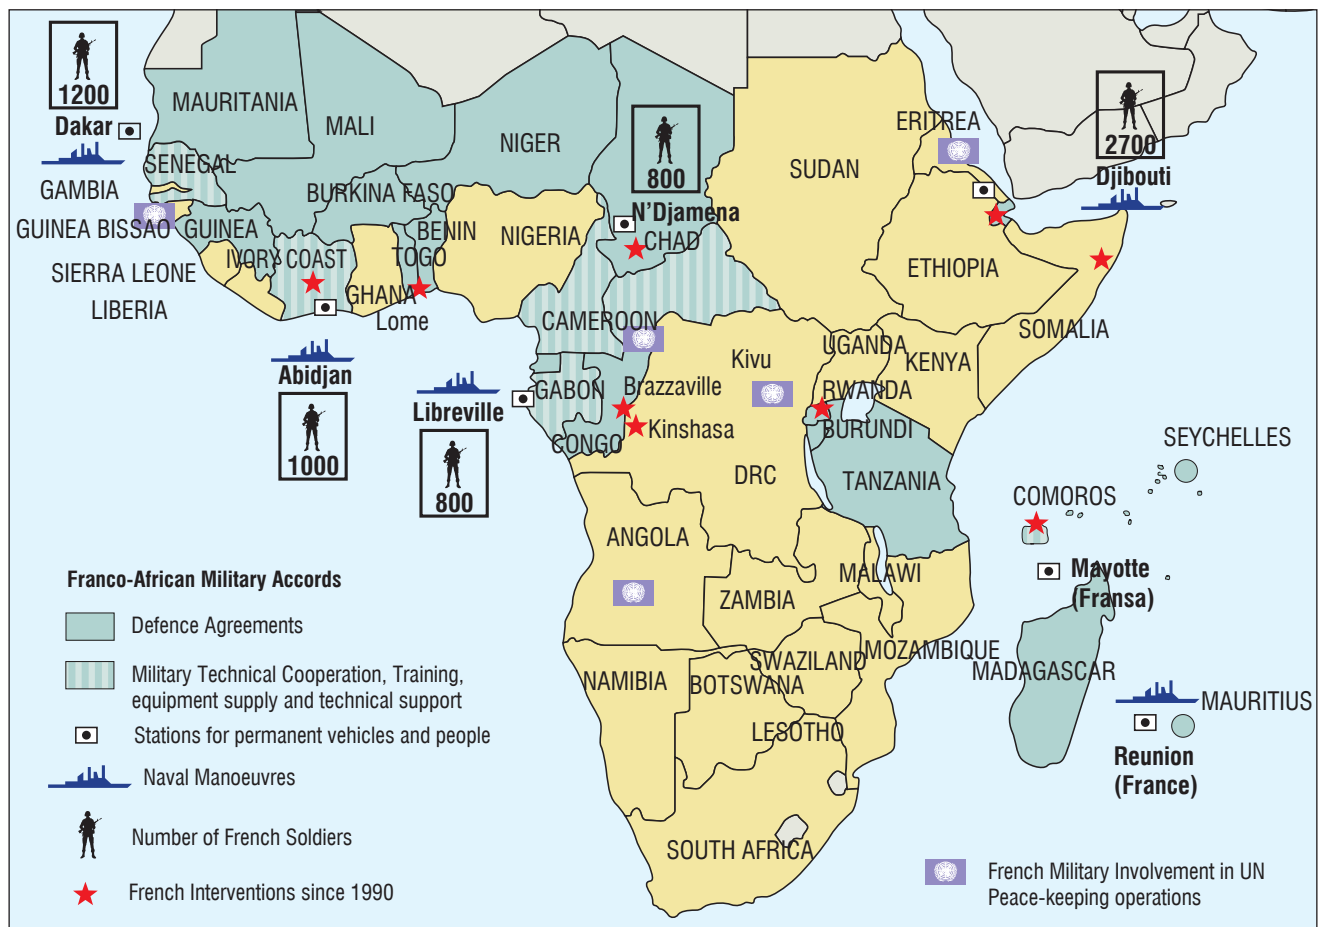 1200
Dakar
MAURITANIA
MALI
NIGER
800
N'Djamena
CHAD
SUDAN
ERITREA
2700
Djibouti
SENEGAL
GAMBIA
GUINEA BISSAO
GUINEA
BURKINA FASO
BENIN
TOGO
NIGERIA
IVORY COAST
SIERRA LEONE
LIBERIA
GHANA
Lome
ETHIOPIA
SOMALIA
CAMEROON
UGANDA
KENYA
Kivu
RWANDA
BURUNDI
Abidjan
1000
Libreville
800
GABON
Brazzaville
Kinshasa
CONGO
DRC
TANZANIA
SEYCHELLES
COMOROS
ANGOLA
MALAWI
ZAMBIA
Mayotte
(Fransa)
MOZAMBIQUE
SWAZILAND
MADAGASCAR
NAMIBIA
BOTSWANA
LESOTHO
MAURITIUS
Reunion
(France)
SOUTH AFRICA
Franco-African Military Accords
Defence Agreements
Military Technical Cooperation, Training,
equipment supply and technical support
Stations for permanent vehicles and people
Naval Manoeuvres
Number of French Soldiers
French Interventions since 1990
French Military Involvement in UN
Peace-keeping operations